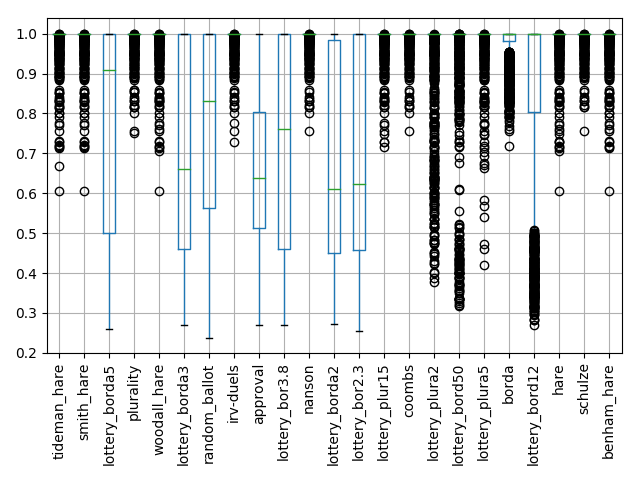 1.0
0.9
0.8
0.7
0.6
0.5
0.4
0.3
0.2
tideman_hare
smith_hare
lottery_borda5
plurality
woodall_hare
lottery_borda3
random_ballot
irv-duels
approval
lottery_bor3.8
nanson
lottery_borda2
lottery_bor2.3
lottery_plur15
coombs
lottery_plura2
lottery_bord50
lottery_plura5
borda
lottery_bord12
hare
schulze
benham_hare